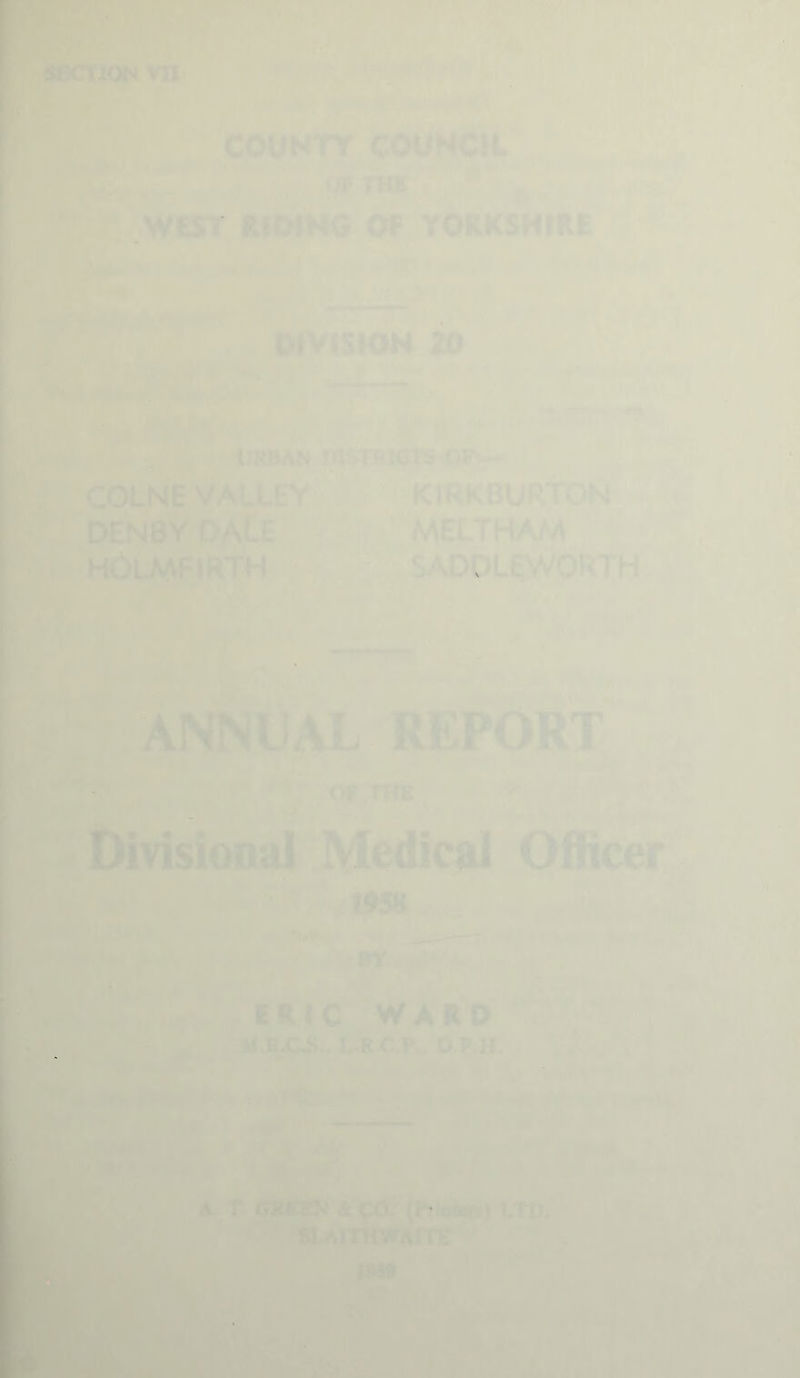 SECTION VII
COUNTY COUNCIL
OF THE
WEST RIDING OF YORKSHIRE
DIVISION 20
URBAN DISTRICTS OF—
COLNE VALLEY KIRKBURTON
DENBY DALE MELTHAM
HOLMFIRTH SADDLEWORTH
ANNUAL REPORT
OF THE
Divisional Medical Officer
1958
BY
ERIC WARD
M.R.C.S., L.R.C.P., D.P.H.
A. T. GREEN & CO. (Printers) LTD.
SLAITHWAITE
1959